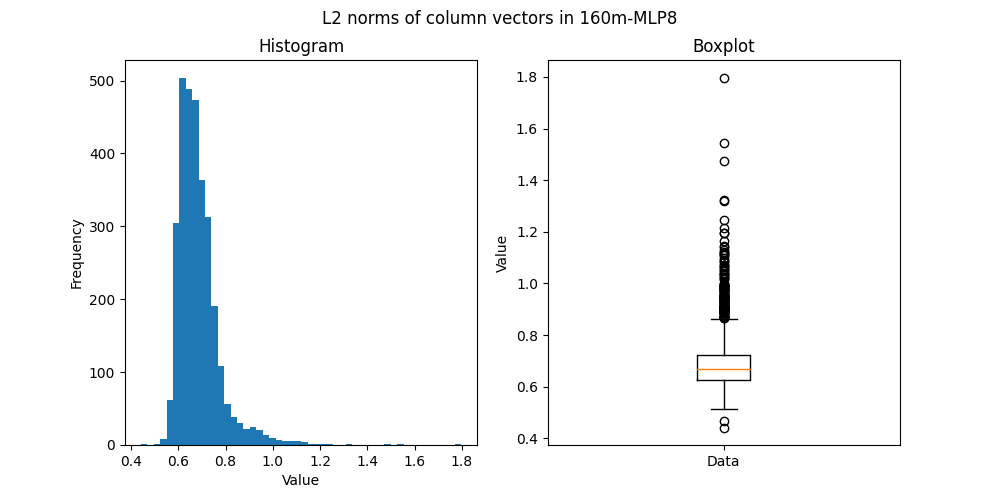 L2 norms of column vectors in 160m-MLP8
Histogram
Frequency
500
400
300
200
100
0
0.4 0.6 0.8 1.0 1.2 1.4 1.6 1.8
Value
Boxplot
Value
1.8
1.6
1.4
1.2
1.0
0.8
0.6
0.4
Data